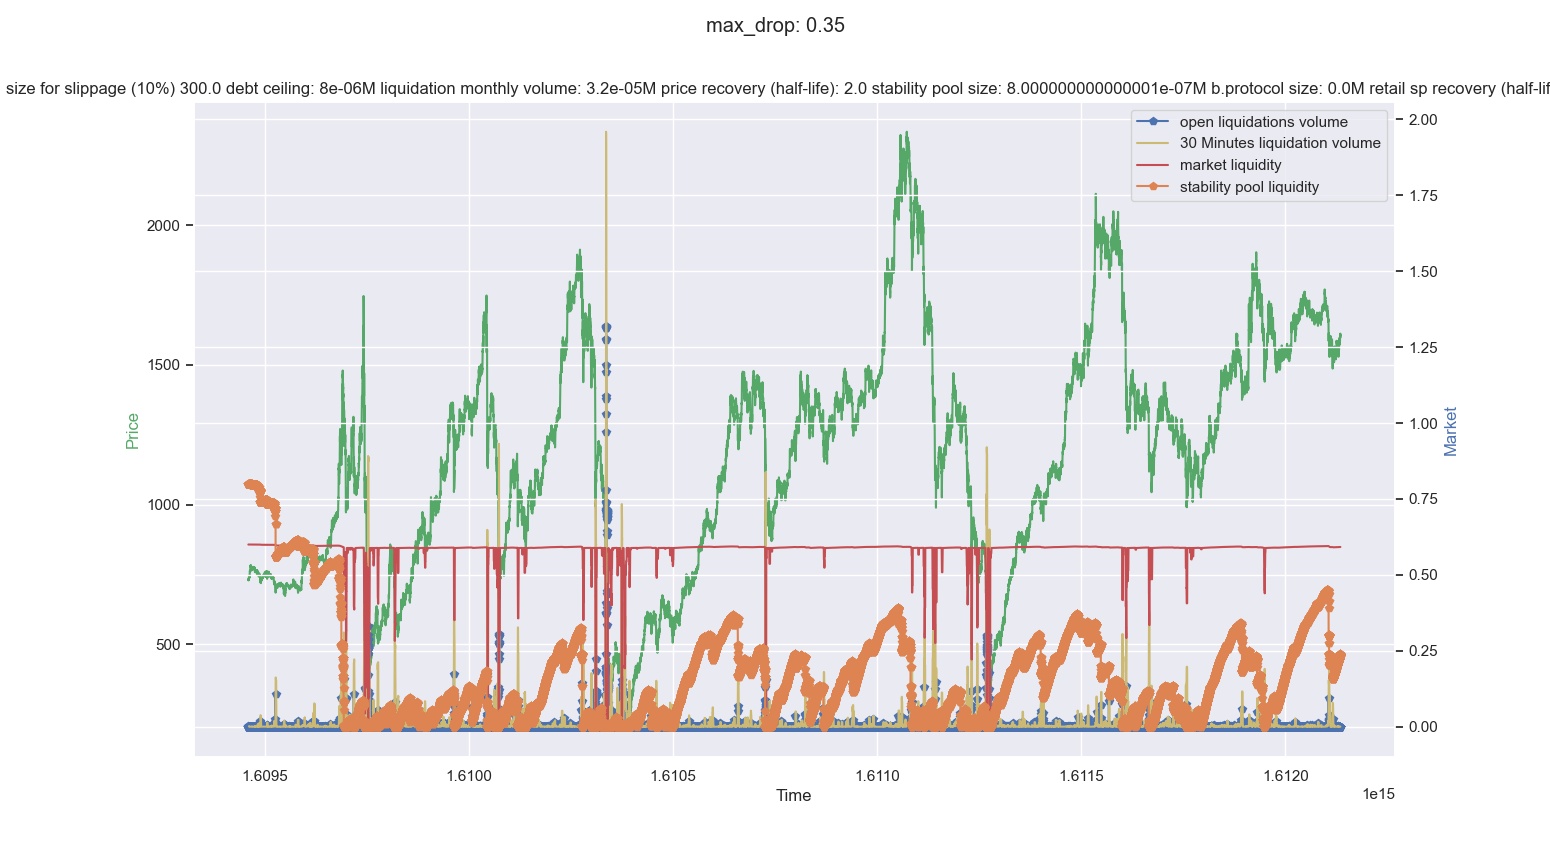 max_drop: 0.35
size for slippage (10%) 300.0 debt ceiling: 8e-06M liquidation monthly volume: 3.2e-05M price recovery (half-life): 2.0 stability pool size: 8.000000000000001e-07M b.protocol size: 0.0M retail sp recovery (half-lif
open liquidations volume
30 Minutes liquidation volume
market liquidity
stability pool liquidity
2000
1500
1000
500
Price
2.00
1.75
1.50
1.25
1.00
0.75
0.50
0.25
0.00
Market
1.6095
1.6100
1.6105
1.6110
1.6115
1.6120
1e15
Time